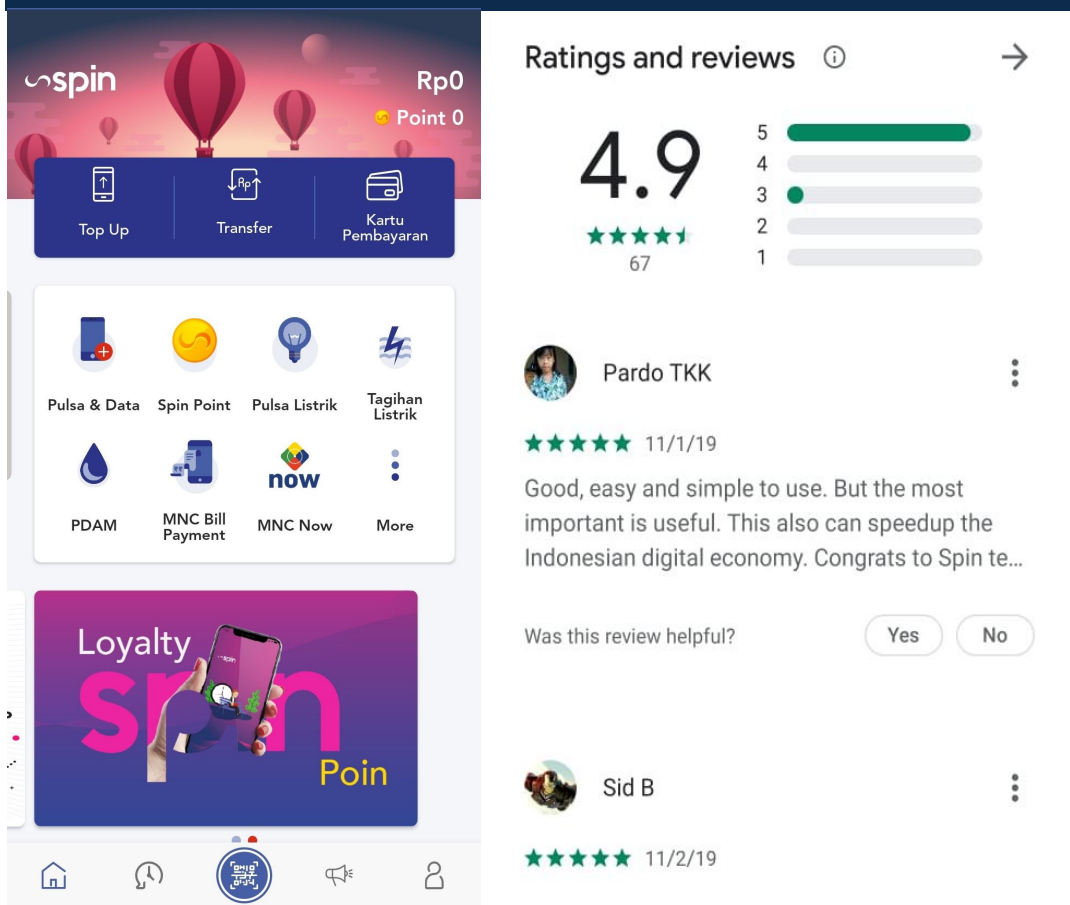 spin
Rp0
Point 0
Top Up
Rp
Transfer
Kartu
Pembayaran
Pulsa & Data
Spin Point
Pulsa Listrik
Tagihan
Listrik
now
PDAM
MNC Bill
Payment
MNC Now
More
Loyalty
spin
spin
Poin
Ratings and reviews
4.9
67
5
4
3
2
1
Pardo TKK
11/1/19
Good, easy and simple to use. But the most
important is useful. This also can speedup the
Indonesian digital economy. Congrats to Spin te...
Was this review helpful?
Yes
No
Sid B
11/2/19